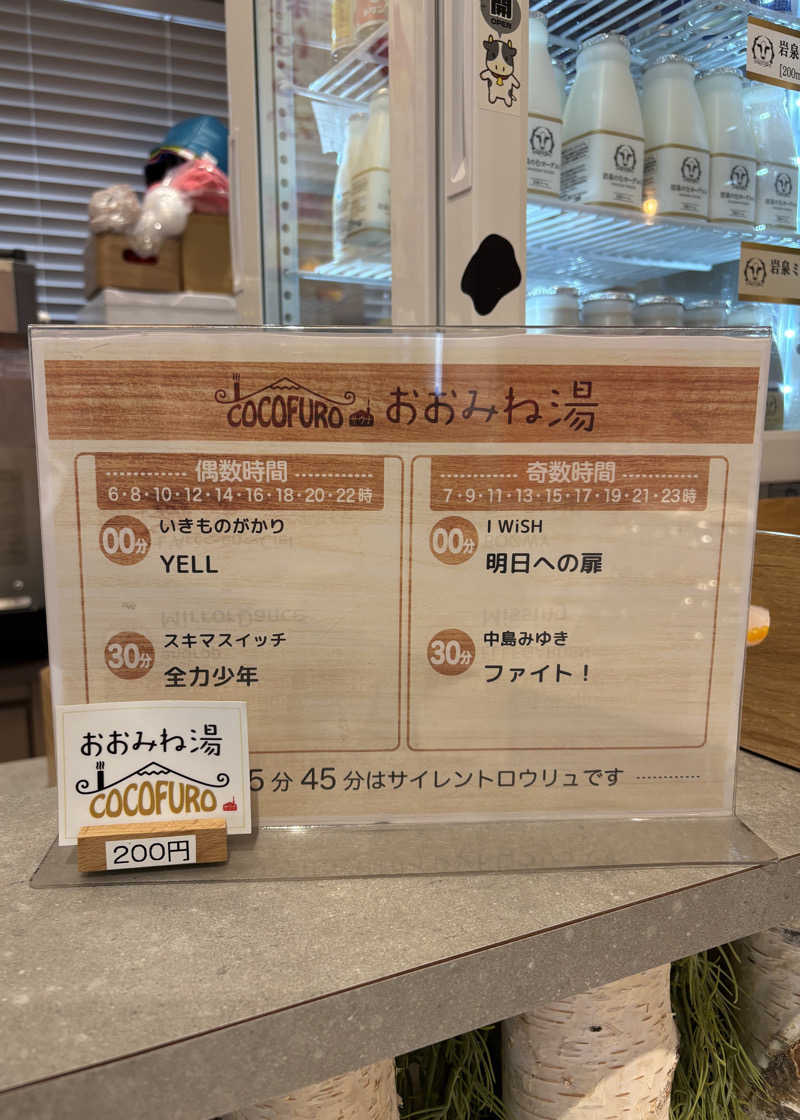 開
OPEN
岩泉
COCOFURO おおみね湯
偶数時間
6・8・10・12・14・16・18・20・22時
00分 いきものがかり
YELL
30分 スキマスイッチ
全力少年
奇数時間
7・9・11・13・15・17・19・21・23時
00分 I WiSH
明日への扉
30分 中島みゆき
ファイト！
5分 45分はサイレントロウリュです
おおみね湯
COCOFURO
200円